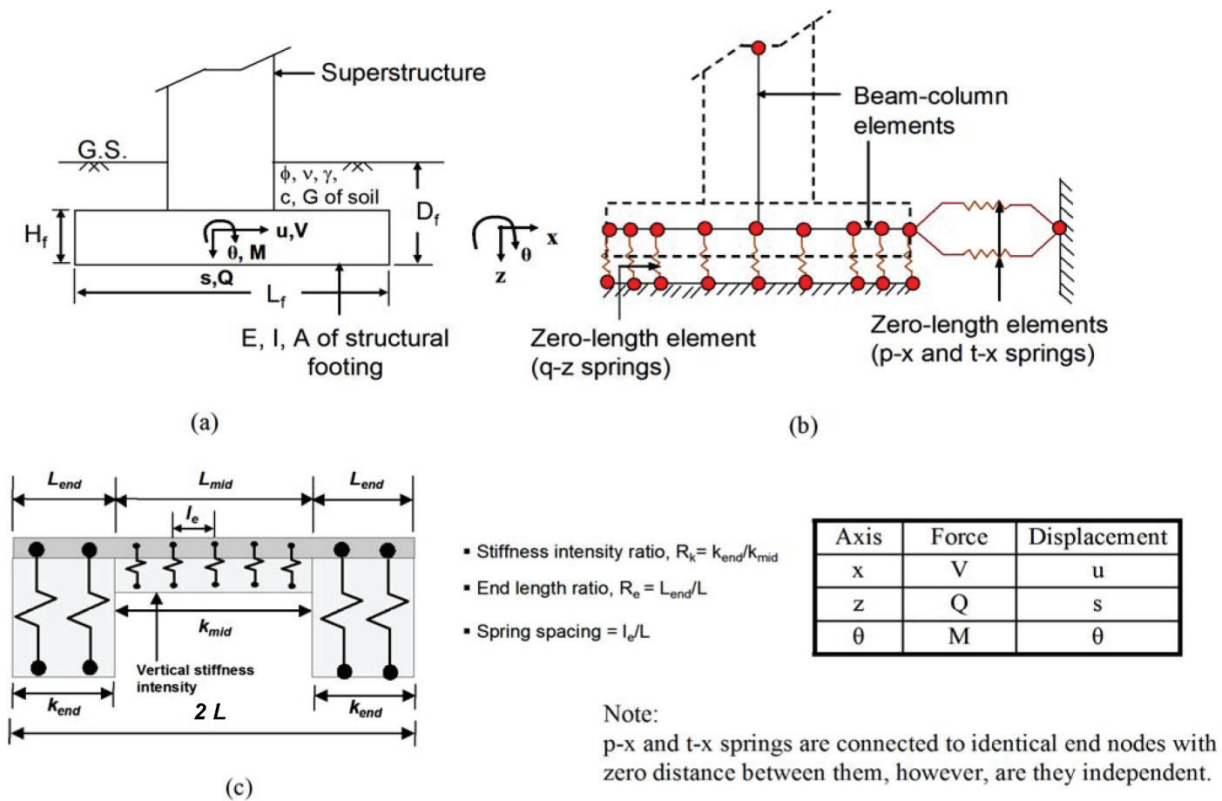 Superstructure
G.S.
ϕ, ν, γ,
c, G of soil
H_f
D_f
u,V
θ, M
s,Q
L_f
E, I, A of structural
footing
(a)
x
θ
z
Beam-column
elements
Zero-length element
(q-z springs)
Zero-length elements
(p-x and t-x springs)
(b)
L_end
L_mid
L_end
l_e
k_mid
Vertical stiffness
intensity
k_end
k_end
2 L
(c)
▪ Stiffness intensity ratio, R_k= k_end/k_mid
▪ End length ratio, R_e = L_end/L
▪ Spring spacing = l_e/L
Axis Force Displacement
x V u
z Q s
θ M θ
Note:
p-x and t-x springs are connected to identical end nodes with
zero distance between them, however, are they independent.